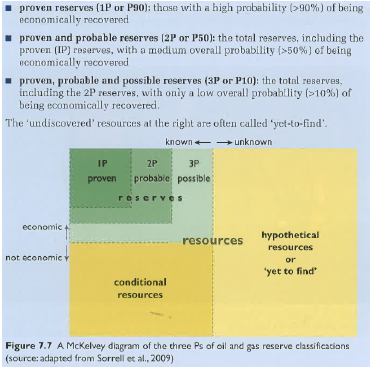 ■ proven reserves (1P or P90): those with a high probability (>90%) of being
economically recovered
■ proven and probable reserves (2P or P50): the total reserves, including the
proven (IP) reserves, with a medium overall probability (>50%) of being
economically recovered
■ proven, probable and possible reserves (3P or P10): the total reserves,
including the 2P reserves, with only a low overall probability (>10%) of
being economically recovered.
The ‘undiscovered’ resources at the right are often called ‘yet-to-find’.
known ← → unknown
1P 2P 3P
proven probable possible
reserves
economic
resources
not economic
hypothetical
resources
or
‘yet to find’
conditional
resources
Figure 7.7 A McKelvey diagram of the three Ps of oil and gas reserve classifications
(source: adapted from Sorrell et al., 2009)